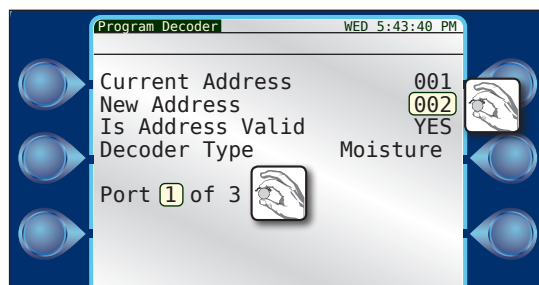 Program Decoder WED 5:43:40 PM
Current Address 001
New Address 002
Is Address Valid YES
Decoder Type Moisture
Port 1 of 3